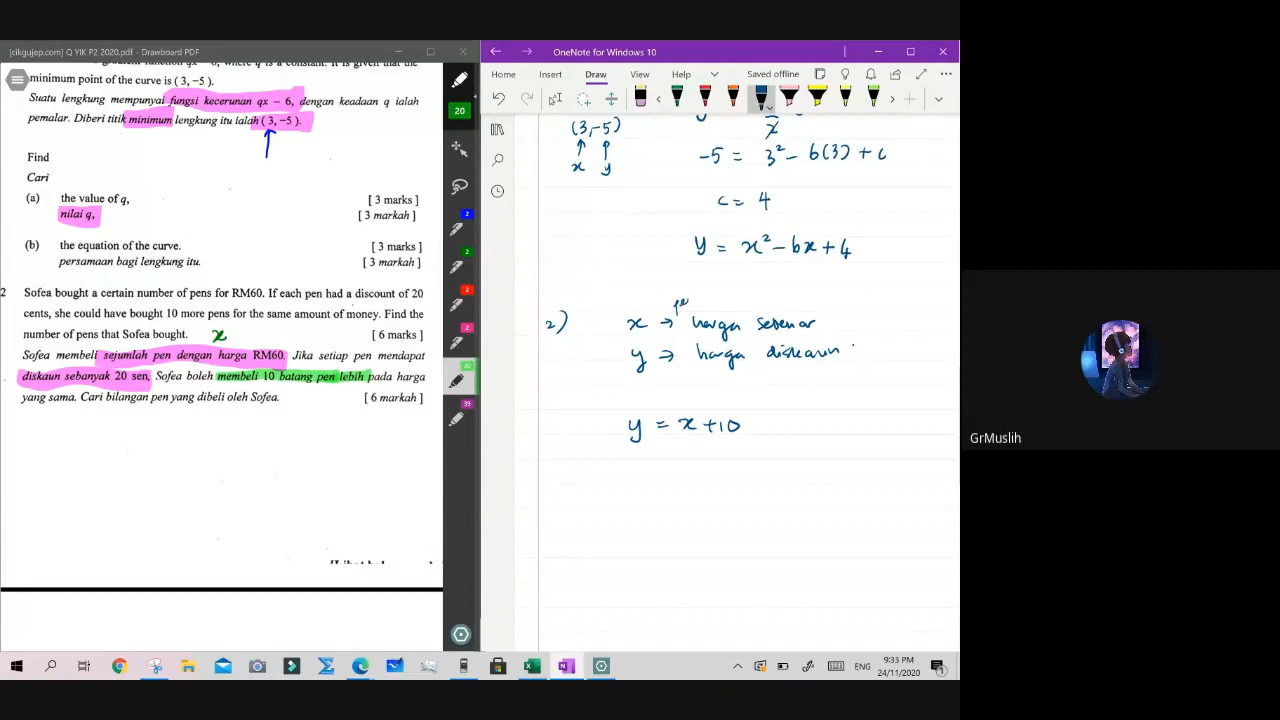 [cikgujep.com] Q YIK P2 2020.pdf - Drawboard PDF
minimum point of the curve is ( 3, −5 ).
Suatu lengkung mempunyai fungsi kecerunan qx − 6, dengan keadaan q ialah
pemalar. Diberi titik minimum lengkung itu ialah ( 3, −5 ).
Find
Cari
(a) the value of q, [ 3 marks ]
nilai q, [ 3 markah ]
(b) the equation of the curve. [ 3 marks ]
persamaan bagi lengkung itu. [ 3 markah ]
2 Sofea bought a certain number of pens for RM60. If each pen had a discount of 20
cents, she could have bought 10 more pens for the same amount of money. Find the
number of pens that Sofea bought. x [ 6 marks ]
Sofea membeli sejumlah pen dengan harga RM60. Jika setiap pen mendapat
diskaun sebanyak 20 sen, Sofea boleh membeli 10 batang pen lebih pada harga
yang sama. Cari bilangan pen yang dibeli oleh Sofea. [ 6 markah ]
20
2
2
2
2
20
39
OneNote for Windows 10
Home Insert Draw View Help Saved offline
(3,-5)
x y
-5 = 3² - 6(3) + c
c = 4
y = x² - 6x + 4
2) x → harga sebenar
y → harga diskaun
y = x + 10
GrMuslih
ENG 9:33 PM
24/11/2020